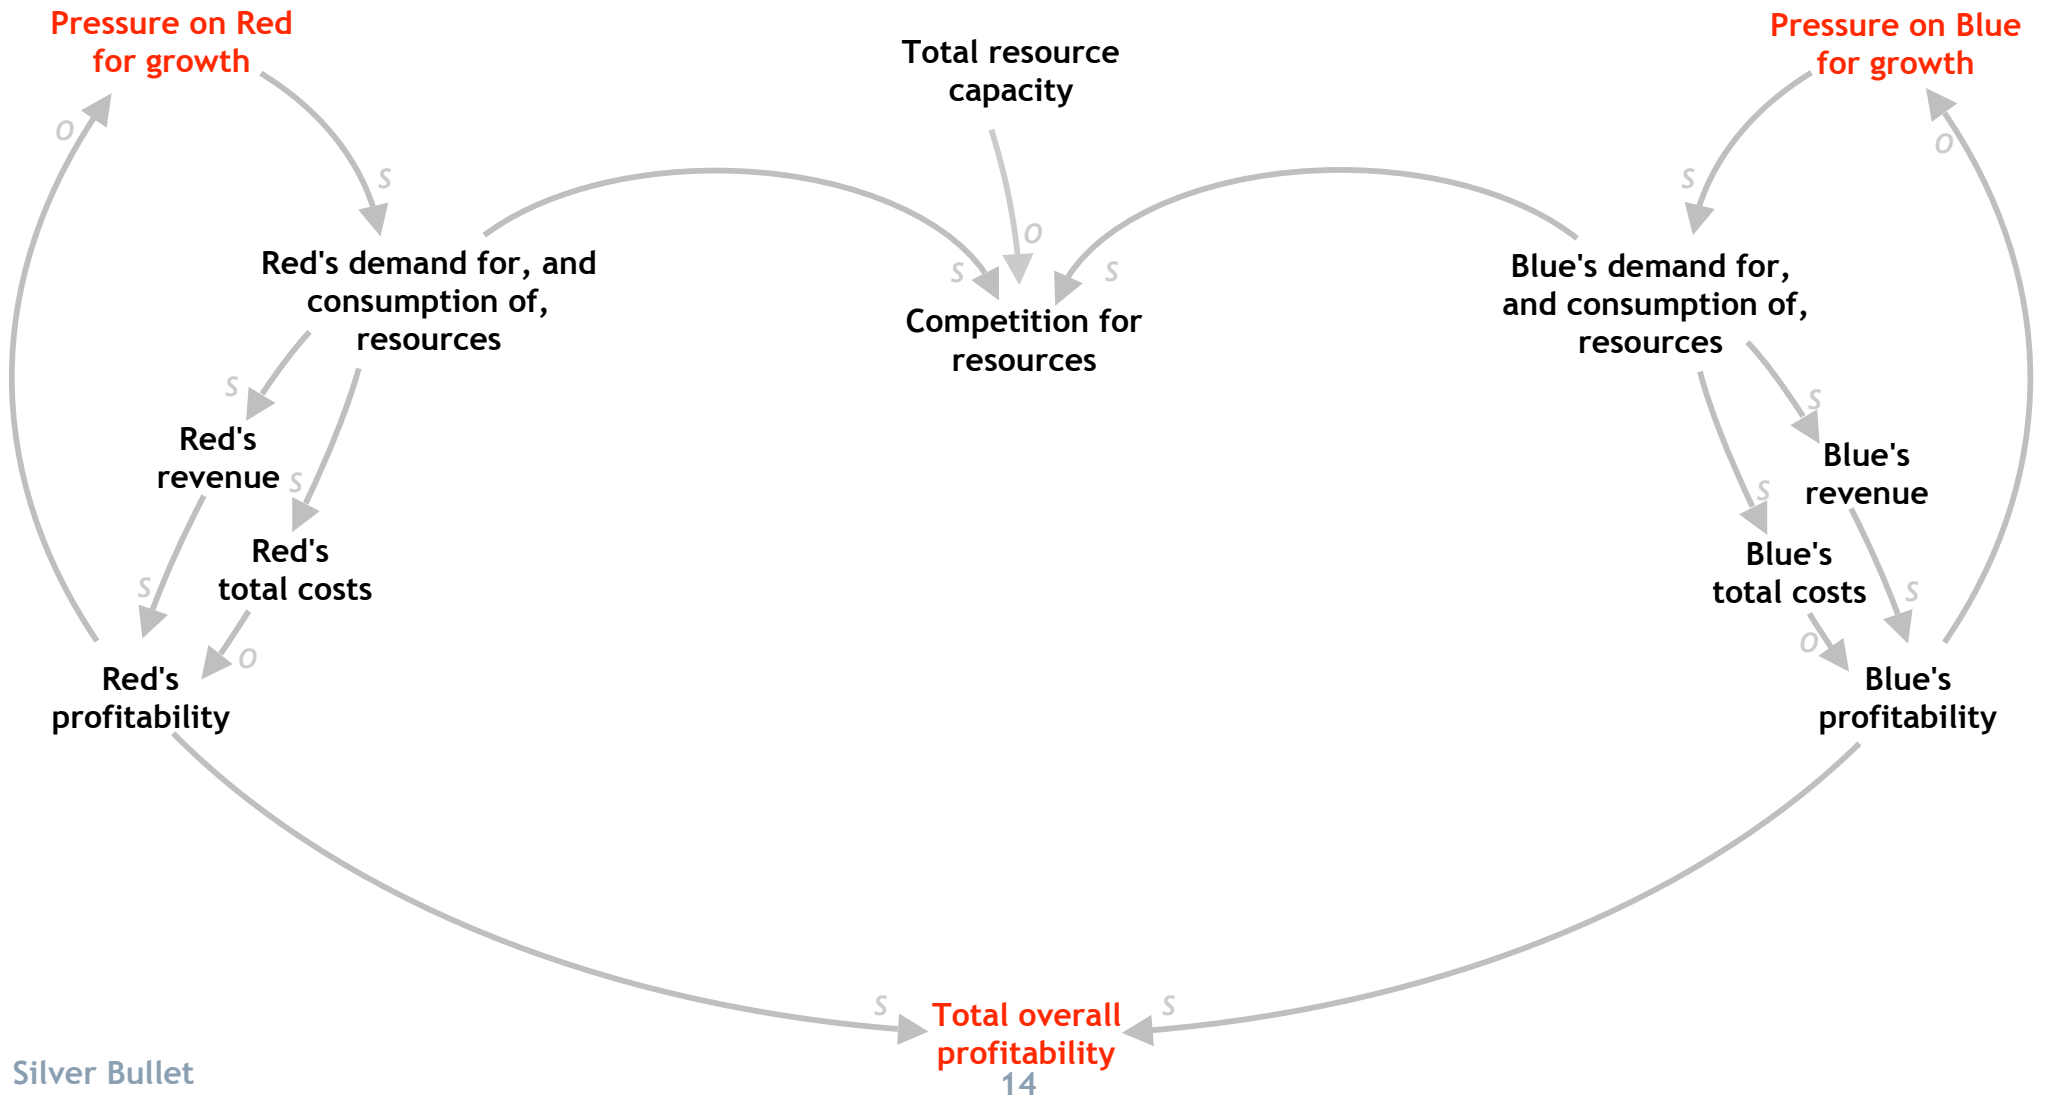 Pressure on Red
for growth
Total resource
capacity
Pressure on Blue
for growth
o
s
o
s
s
s
s
o
Red's demand for, and
consumption of,
resources
Competition for
resources
Blue's demand for,
and consumption of,
resources
s
Red's
revenue
s
Red's
total costs
s
o
Red's
profitability
s
Blue's
revenue
s
Blue's
total costs
s
o
Blue's
profitability
s
Total overall
profitability
s
Silver Bullet
14